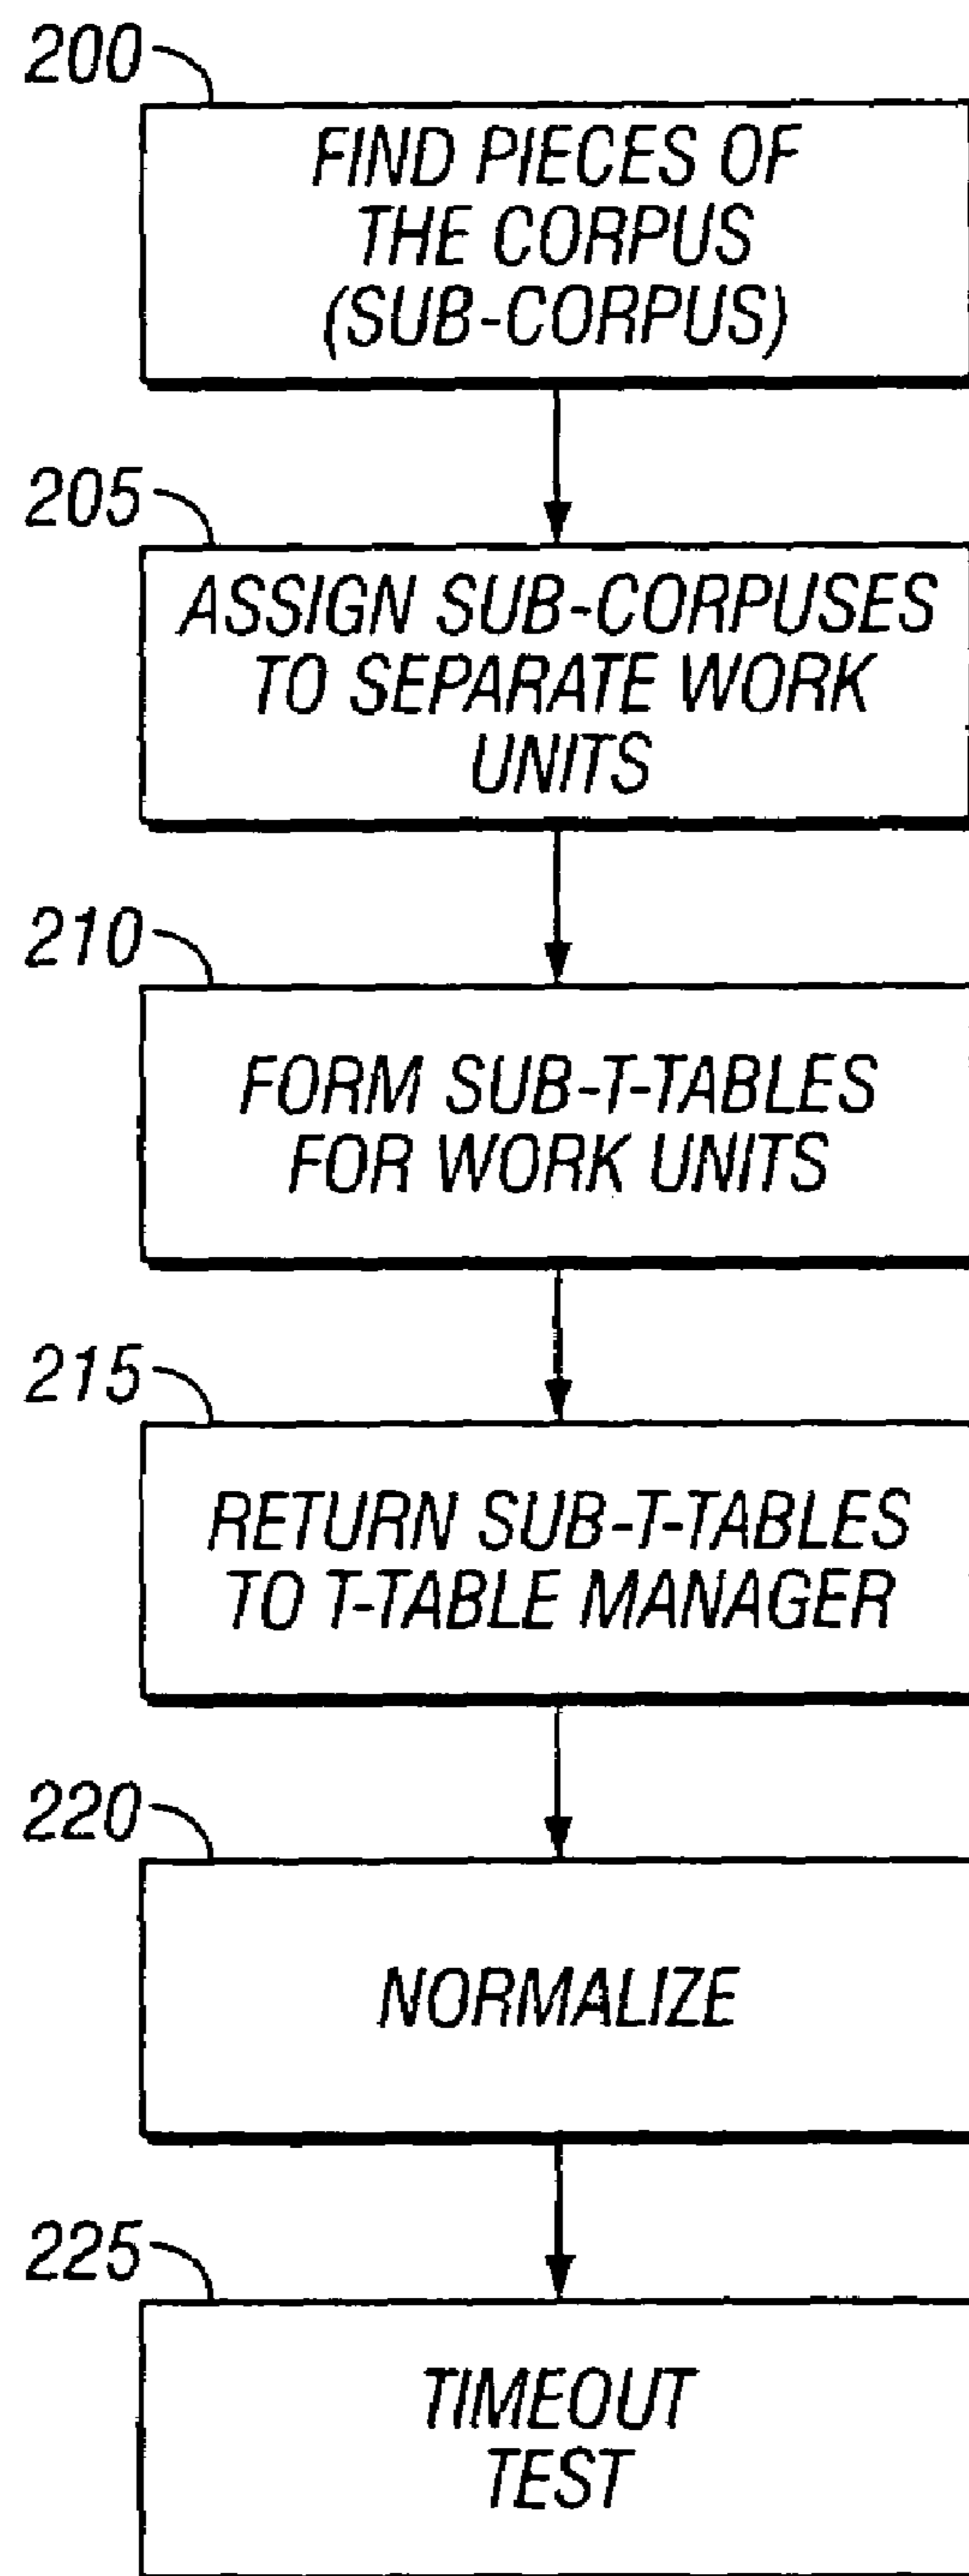 200
FIND PIECES OF
THE CORPUS
(SUB-CORPUS)
205
ASSIGN SUB-CORPUSES
TO SEPARATE WORK
UNITS
210
FORM SUB-T-TABLES
FOR WORK UNITS
215
RETURN SUB-T-TABLES
TO T-TABLE MANAGER
220
NORMALIZE
225
TIMEOUT
TEST